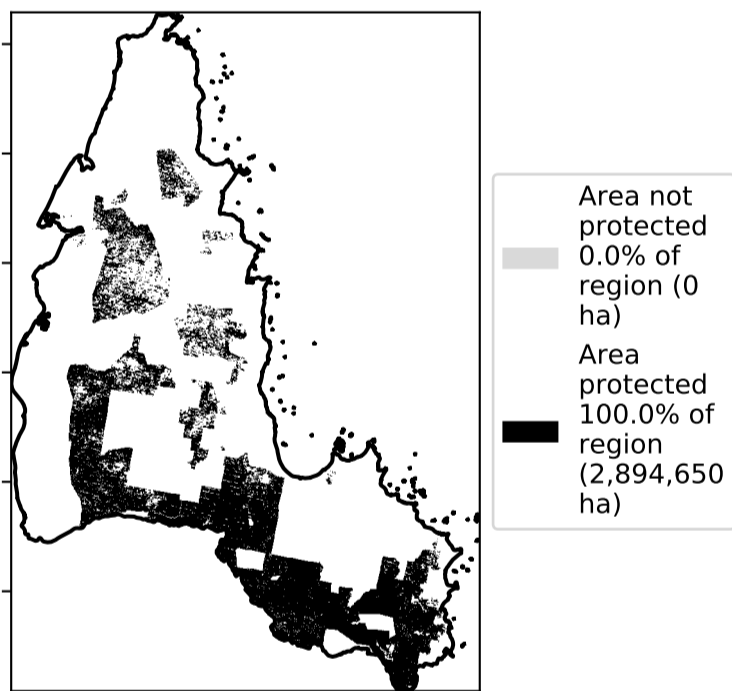 Area not
protected
0.0% of
region (0
ha)
Area
protected
100.0% of
region
(2,894,650
ha)